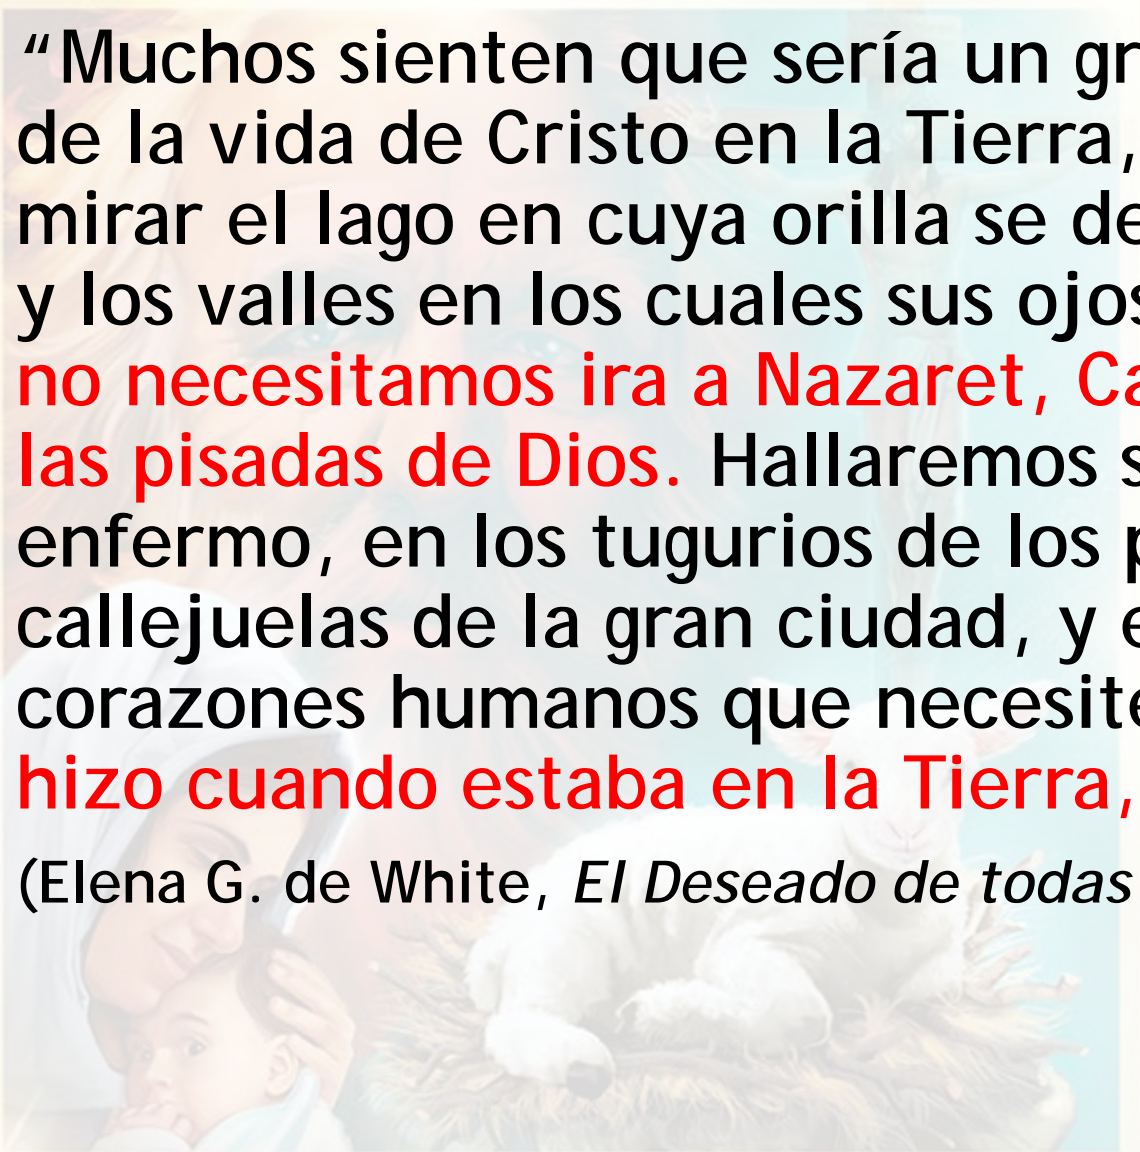 “Muchos sienten que sería un gr
de la vida de Cristo en la Tierra,
mirar el lago en cuya orilla se de
y los valles en los cuales sus ojos
no necesitamos ira a Nazaret, Ca
las pisadas de Dios. Hallaremos s
enfermo, en los tugurios de los p
callejuelas de la gran ciudad, y e
corazones humanos que necesite
hizo cuando estaba en la Tierra,
(Elena G. de White, El Deseado de todas